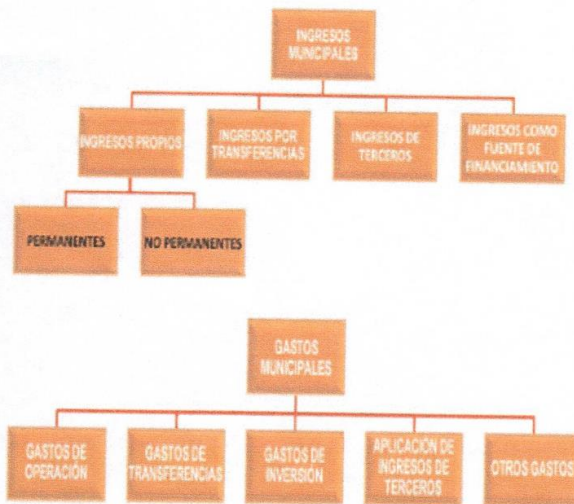 INGRESOS
MUNICIPALES
INGRESOS PROPIOS
INGRESOS POR
TRANSFERENCIAS
INGRESOS DE
TERCEROS
INGRESOS COMO
FUENTE DE
FINANCIAMIENTO
PERMANENTES
NO PERMANENTES
GASTOS
MUNICIPALES
GASTOS DE
OPERACIÓN
GASTOS DE
TRANSFERENCIAS
GASTOS DE
INVERSIÓN
APLICACIÓN DE
INGRESOS DE
TERCEROS
OTROS GASTOS